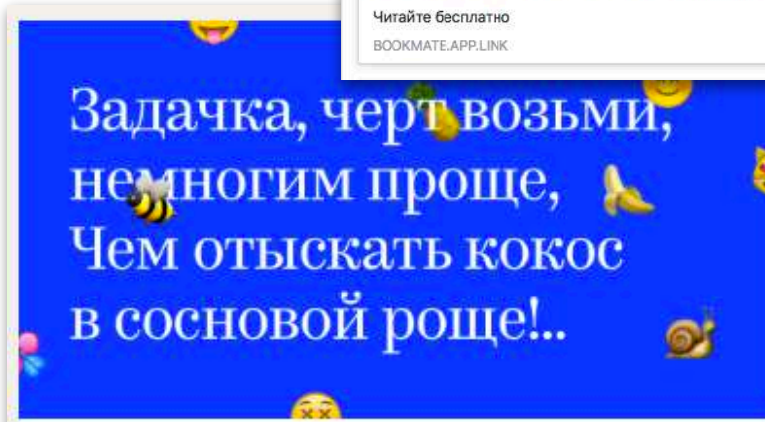 Читайте бесплатно
BOOKMATE.APP.LINK
Задачка, черт возьми,
немногим проще,
Чем отыскать кокос
в сосновой роще!..